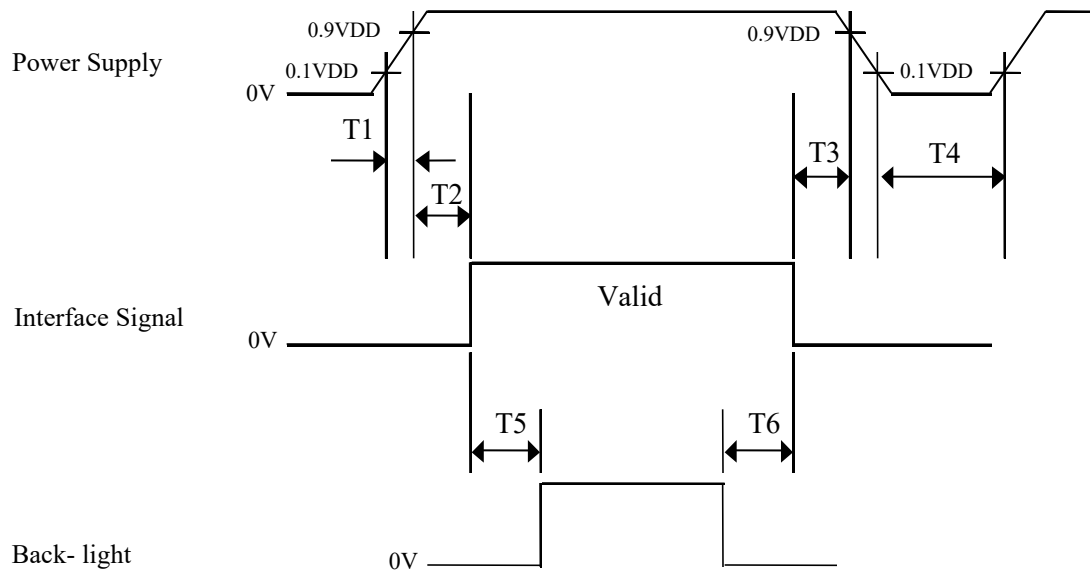 0.9VDD
0.9VDD
Power Supply
0.1VDD
0.1VDD
0V
T1
T3
T4
T2
Valid
Interface Signal
0V
T5
T6
Back- light
0V